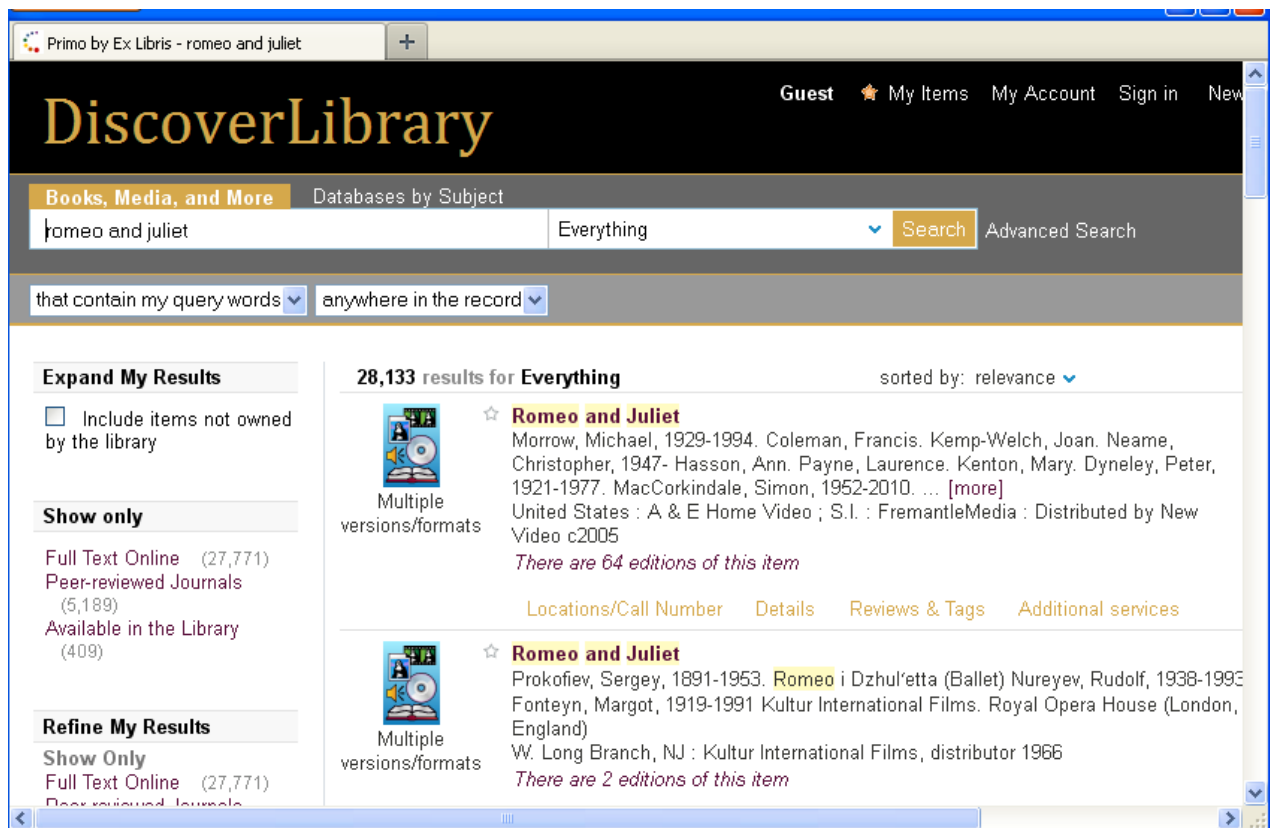 Primo by Ex Libris - romeo and juliet
+
Guest My Items My Account Sign in New
DiscoverLibrary
Books, Media, and More Databases by Subject
romeo and juliet Everything Search Advanced Search
that contain my query words anywhere in the record
Expand My Results
Include items not owned
by the library
Show only
Full Text Online (27,771)
Peer-reviewed Journals
(5,189)
Available in the Library
(409)
Refine My Results
Show Only
Full Text Online (27,771)
Peer-reviewed Journals
28,133 results for Everything sorted by: relevance
Romeo and Juliet
Morrow, Michael, 1929-1994. Coleman, Francis. Kemp-Welch, Joan. Neame,
Christopher, 1947- Hasson, Ann. Payne, Laurence. Kenton, Mary. Dyneley, Peter,
1921-1977. MacCorkindale, Simon, 1952-2010. ... [more]
United States : A & E Home Video ; S.I. : FremantleMedia : Distributed by New
Video c2005
There are 64 editions of this item
Multiple
versions/formats
Locations/Call Number Details Reviews & Tags Additional services
Romeo and Juliet
Prokofiev, Sergey, 1891-1953. Romeo i Dzhulʹetta (Ballet) Nureyev, Rudolf, 1938-1993
Fonteyn, Margot, 1919-1991 Kultur International Films. Royal Opera House (London,
England)
W. Long Branch, NJ : Kultur International Films, distributor 1966
There are 2 editions of this item
Multiple
versions/formats